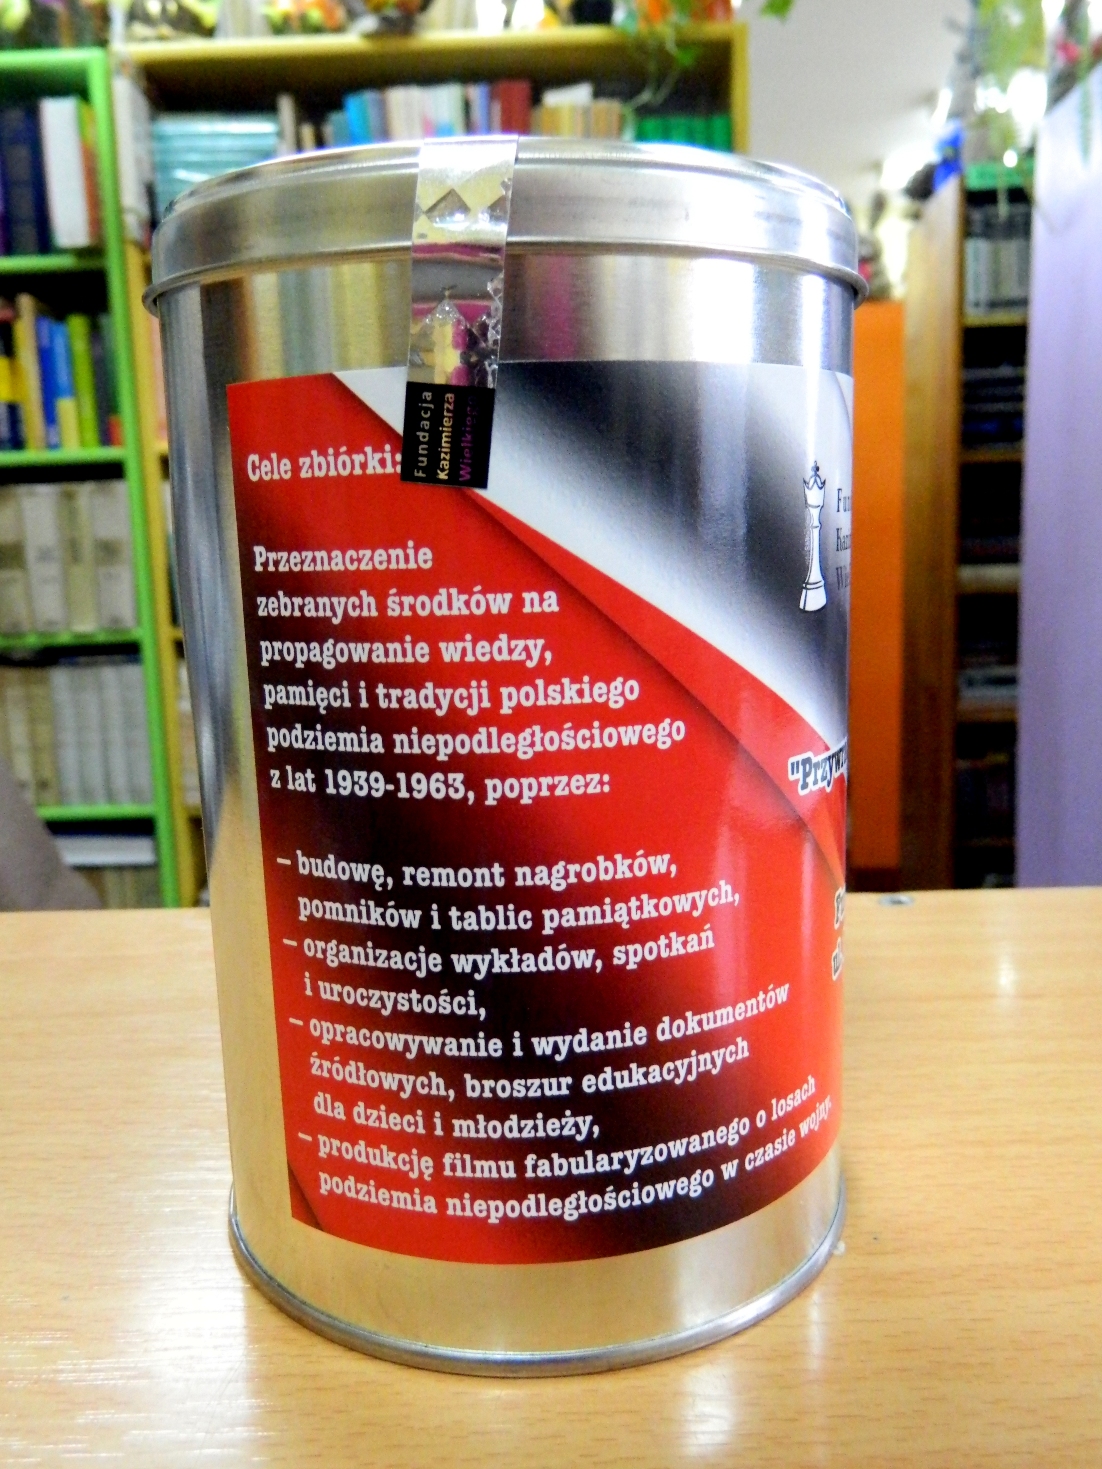 Fundacja
Kazimierza
Wielkiego
Cele zbiórki:
Przeznaczenie
zebranych środków na
propagowanie wiedzy,
pamięci i tradycji polskiego
podziemia niepodległościowego
z lat 1939-1963, poprzez:
– budowę, remont nagrobków,
pomników i tablic pamiątkowych,
– organizacje wykładów, spotkań
i uroczystości,
– opracowywanie i wydanie dokumentów
źródłowych, broszur edukacyjnych
dla dzieci i młodzieży,
– produkcję filmu fabularyzowanego o losach
podziemia niepodległościowego w czasie wojny.